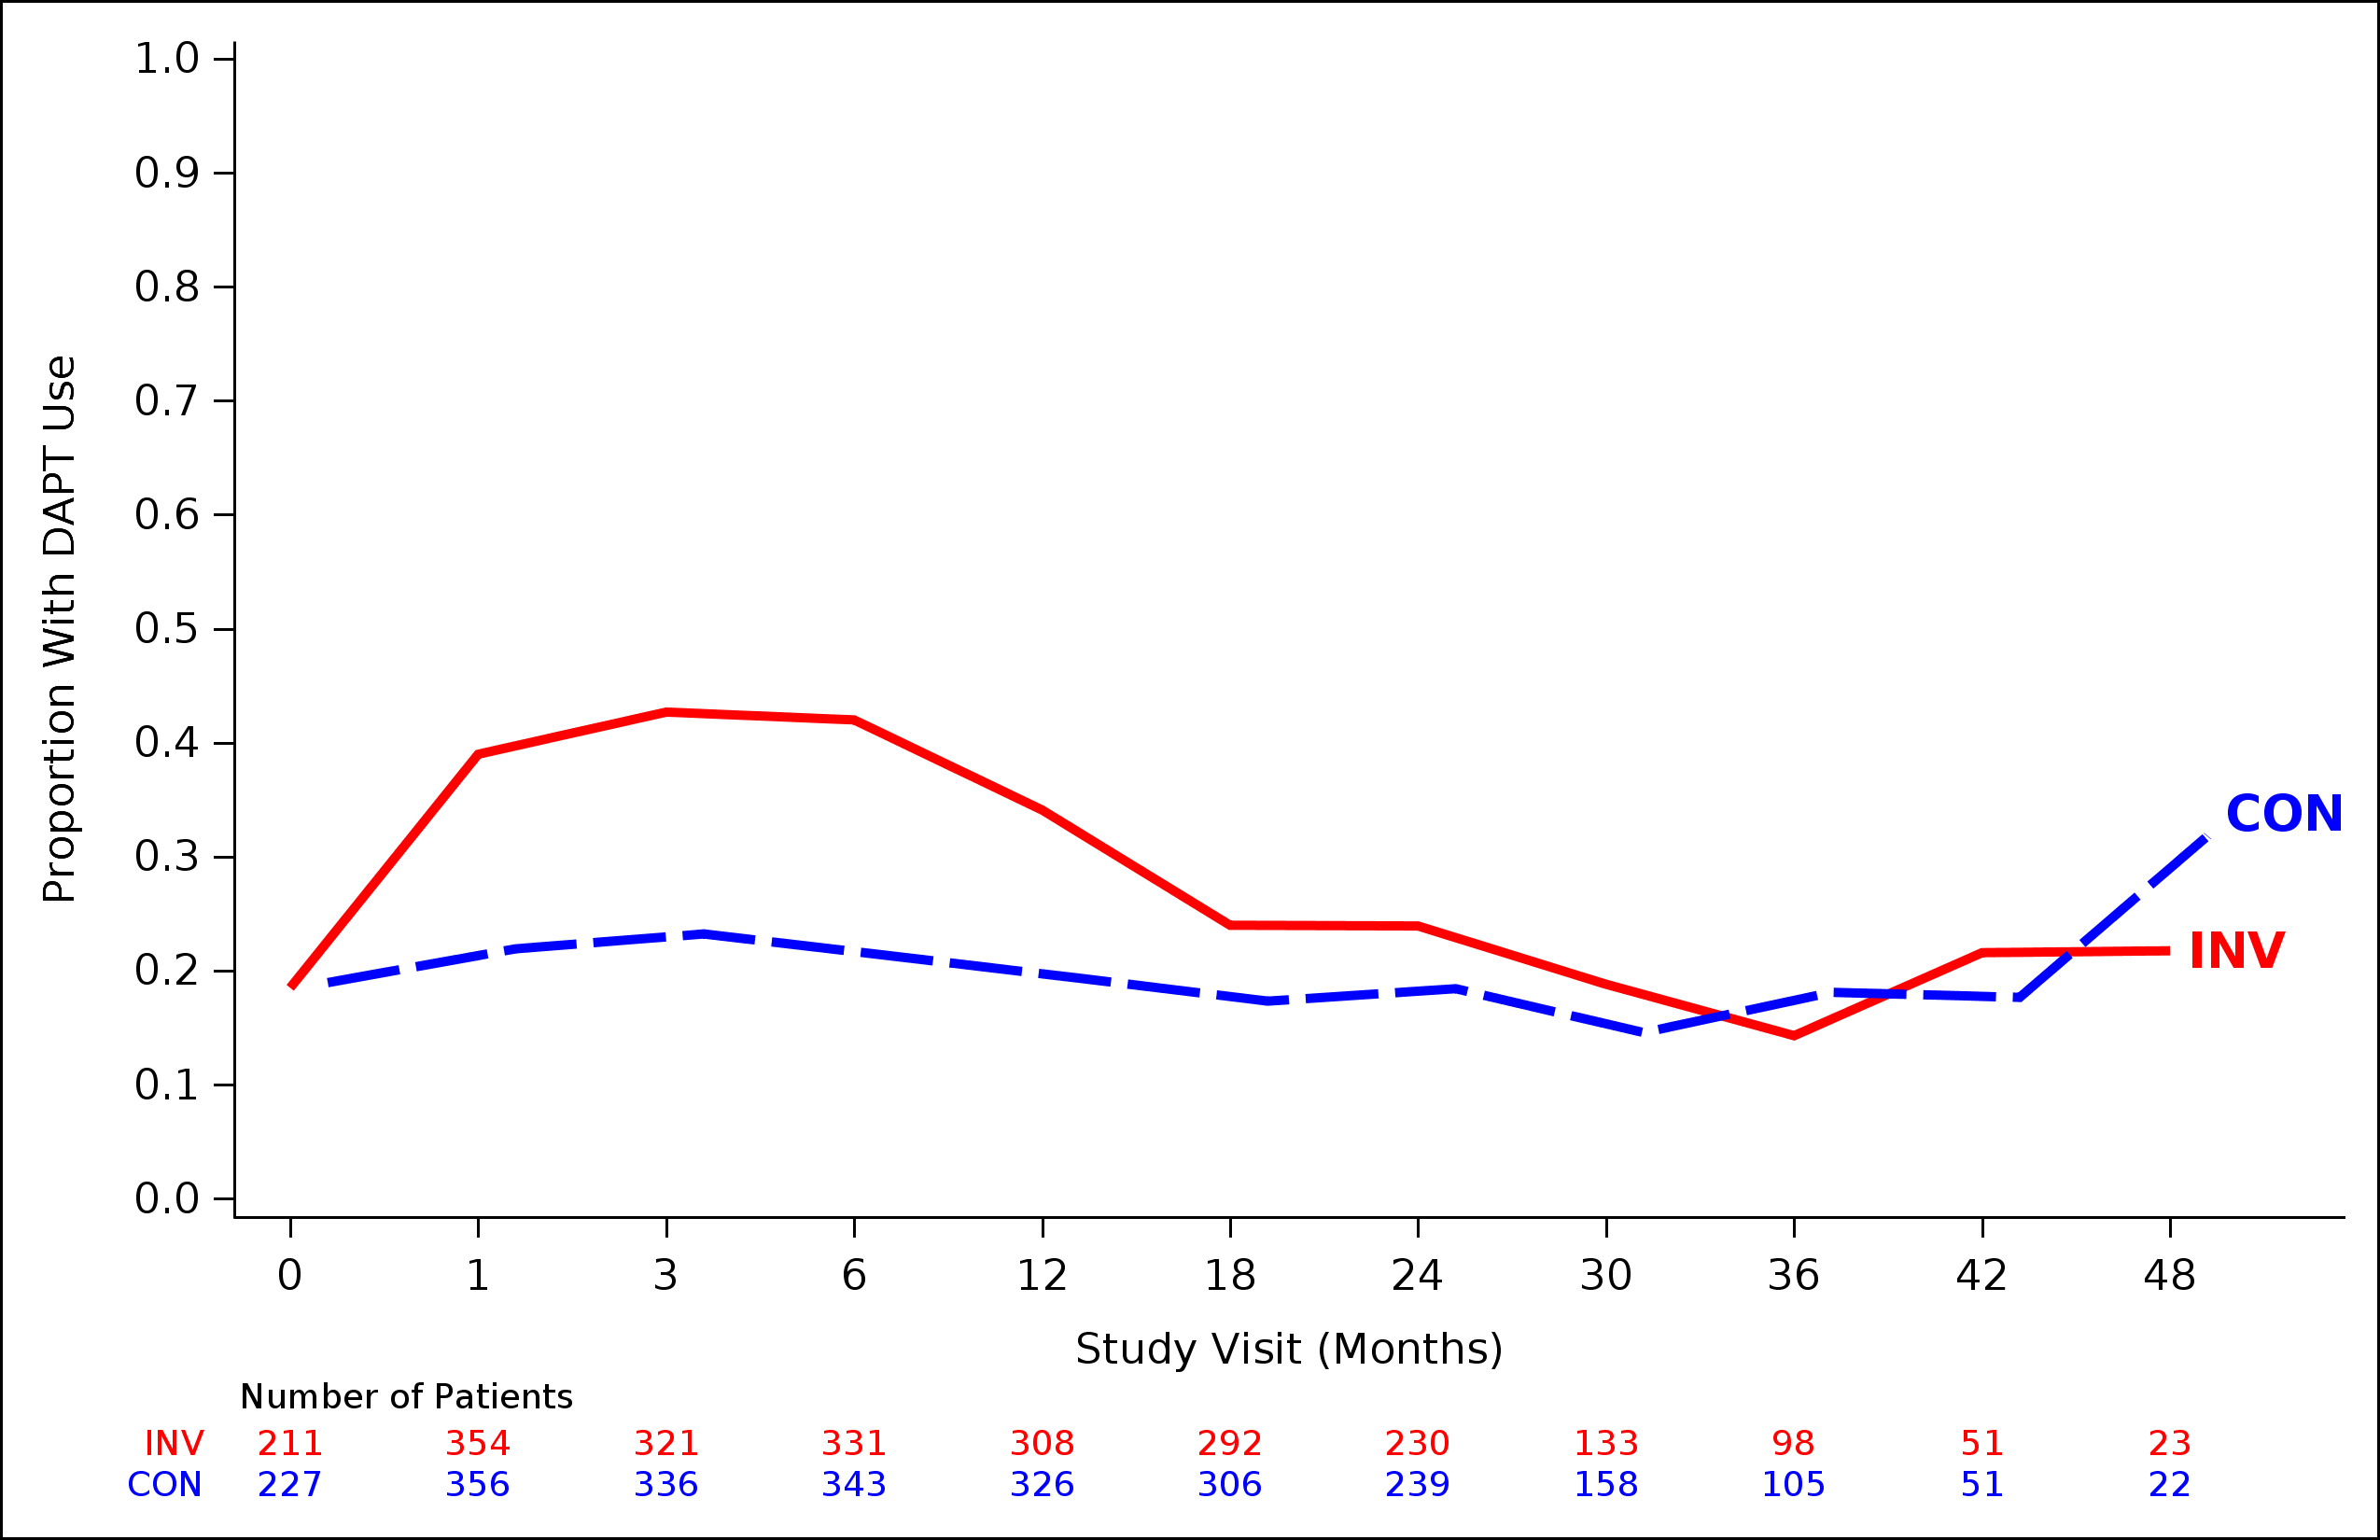 1.0
0.9
0.8
0.7
0.6
0.5
0.4
0.3
0.2
0.1
0.0
Proportion With DAPT Use
CON
INV
0 1 3 6 12 18 24 30 36 42 48
Study Visit (Months)
Number of Patients
INV 211 354 321 331 308 292 230 133 98 51 23
CON 227 356 336 343 326 306 239 158 105 51 22